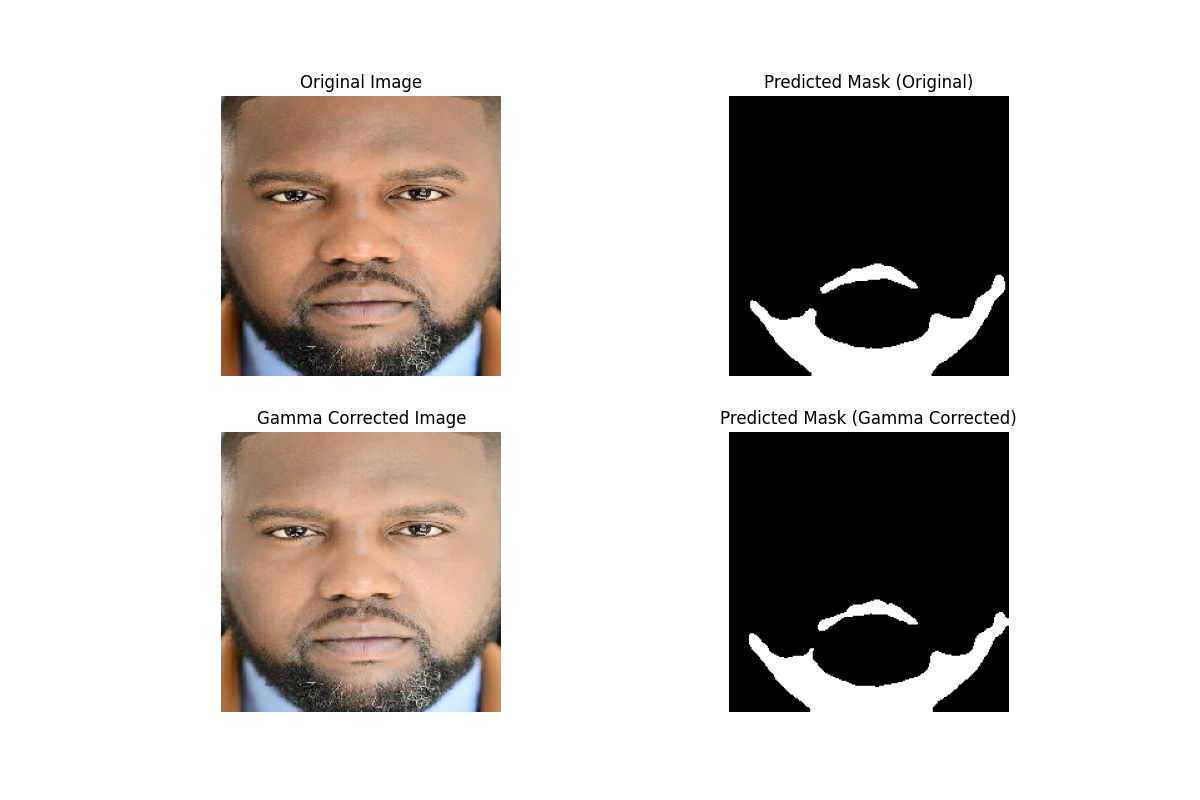 Original Image
Predicted Mask (Original)
Gamma Corrected Image
Predicted Mask (Gamma Corrected)